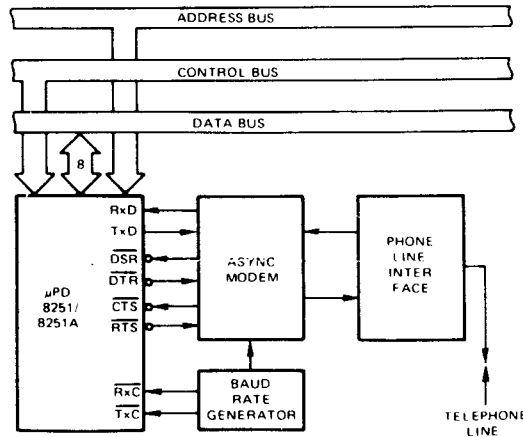 ADDRESS BUS
CONTROL BUS
DATA BUS
8
μPD
8251/
8251A
RxD
TxD
DSR
DTR
CTS
RTS
RxC
TxC
ASYNC
MODEM
BAUD
RATE
GENERATOR
PHONE
LINE
INTER
FACE
TELEPHONE
LINE